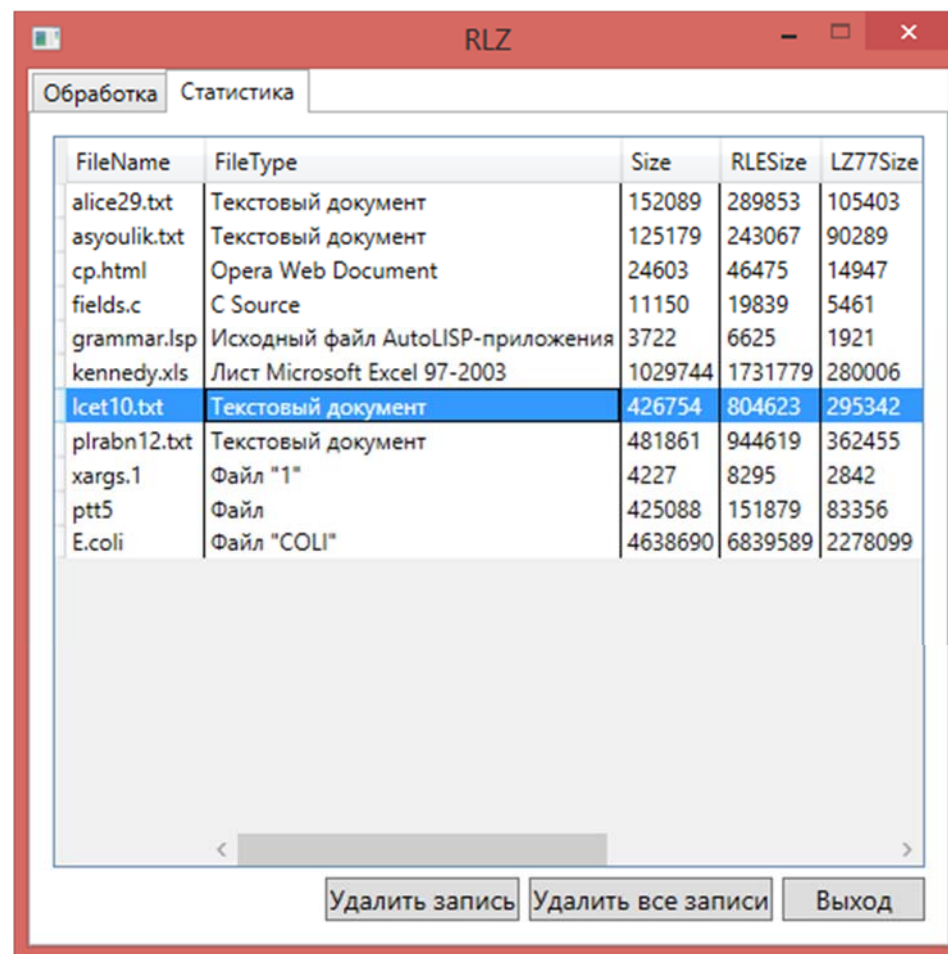 RLZ
Обработка Статистика
FileName FileType Size RLESize LZ77Size
alice29.txt Текстовый документ 152089 289853 105403
asyoulik.txt Текстовый документ 125179 243067 90289
cp.html Opera Web Document 24603 46475 14947
fields.c C Source 11150 19839 5461
grammar.lsp Исходный файл AutoLISP-приложения 3722 6625 1921
kennedy.xls Лист Microsoft Excel 97-2003 1029744 1731779 280006
lcet10.txt Текстовый документ 426754 804623 295342
plrabn12.txt Текстовый документ 481861 944619 362455
xargs.1 Файл "1" 4227 8295 2842
ptt5 Файл 425088 151879 83356
E.coli Файл "COLI" 4638690 6839589 2278099
Удалить запись Удалить все записи Выход